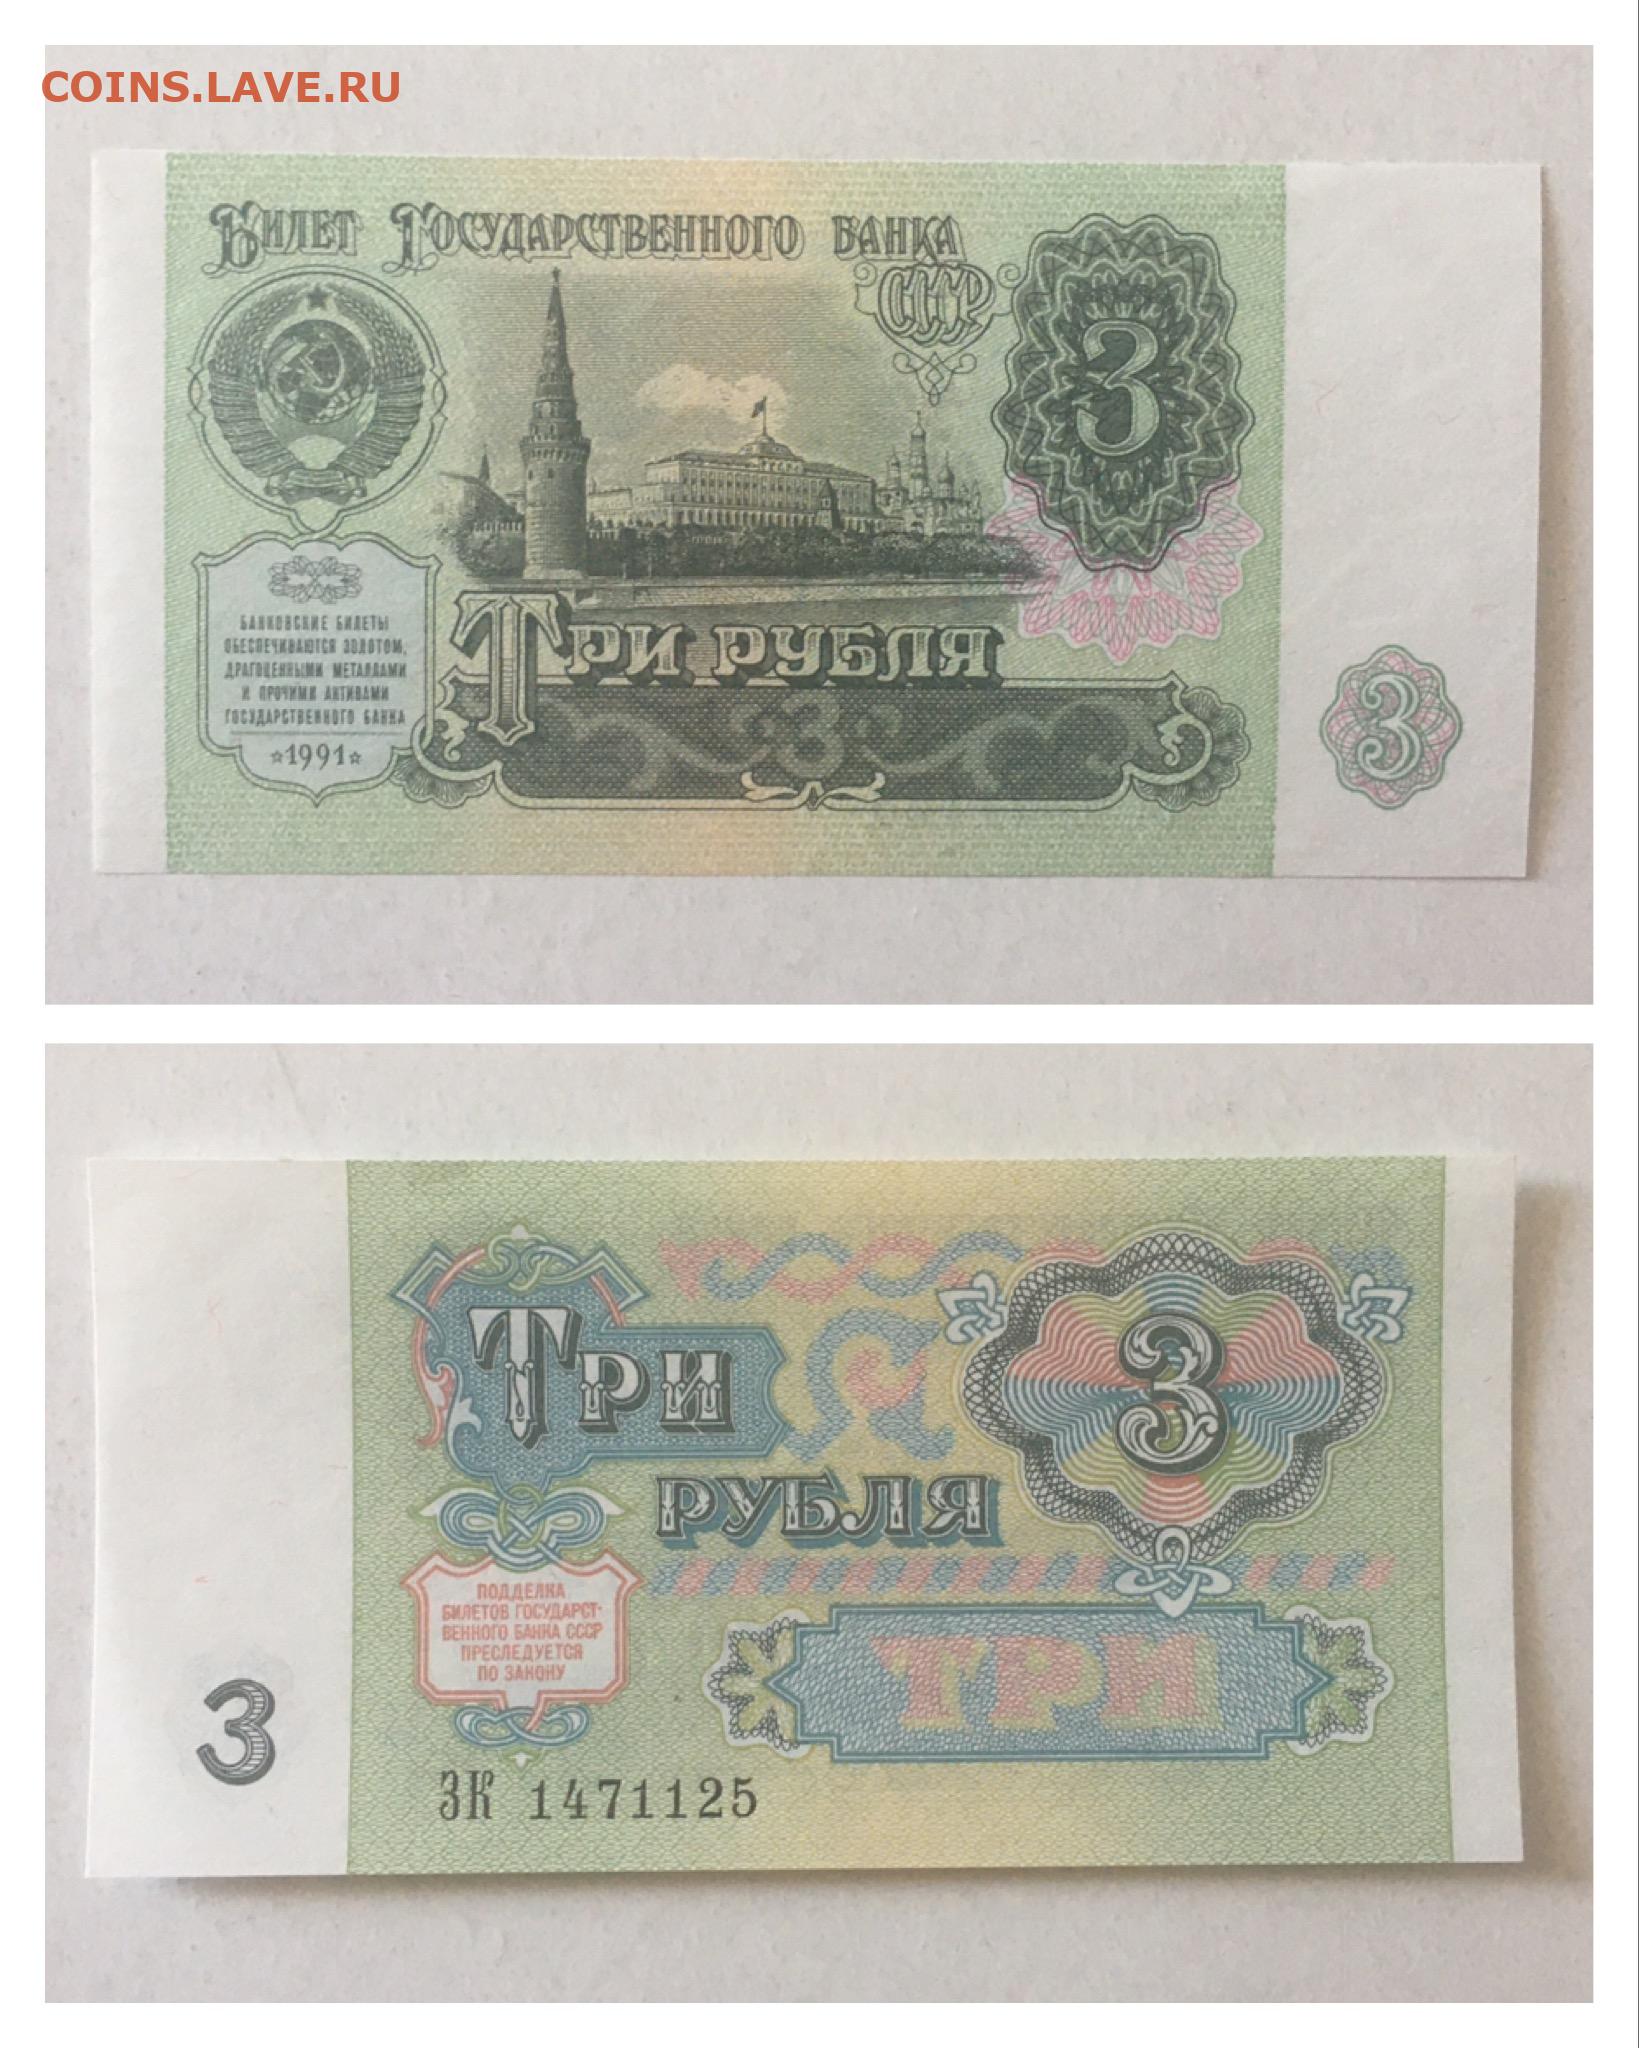 COINS.LAVE.RU
Билет Государственного банка
СССР
3
БАНКОВСКИЕ БИЛЕТЫ
ОБЕСПЕЧИВАЮТСЯ ЗОЛОТОМ,
ДРАГОЦЕННЫМИ МЕТАЛЛАМИ
И ПРОЧИМИ АКТИВАМИ
ГОСУДАРСТВЕННОГО БАНКА
☆1991☆
Три рубля
3
3
Три
рубля
3
ПОДДЕЛКА
БИЛЕТОВ ГОСУДАРСТ-
ВЕННОГО БАНКА СССР
ПРЕСЛЕДУЕТСЯ
ПО ЗАКОНУ
ТРИ
3
ЗК 1471125